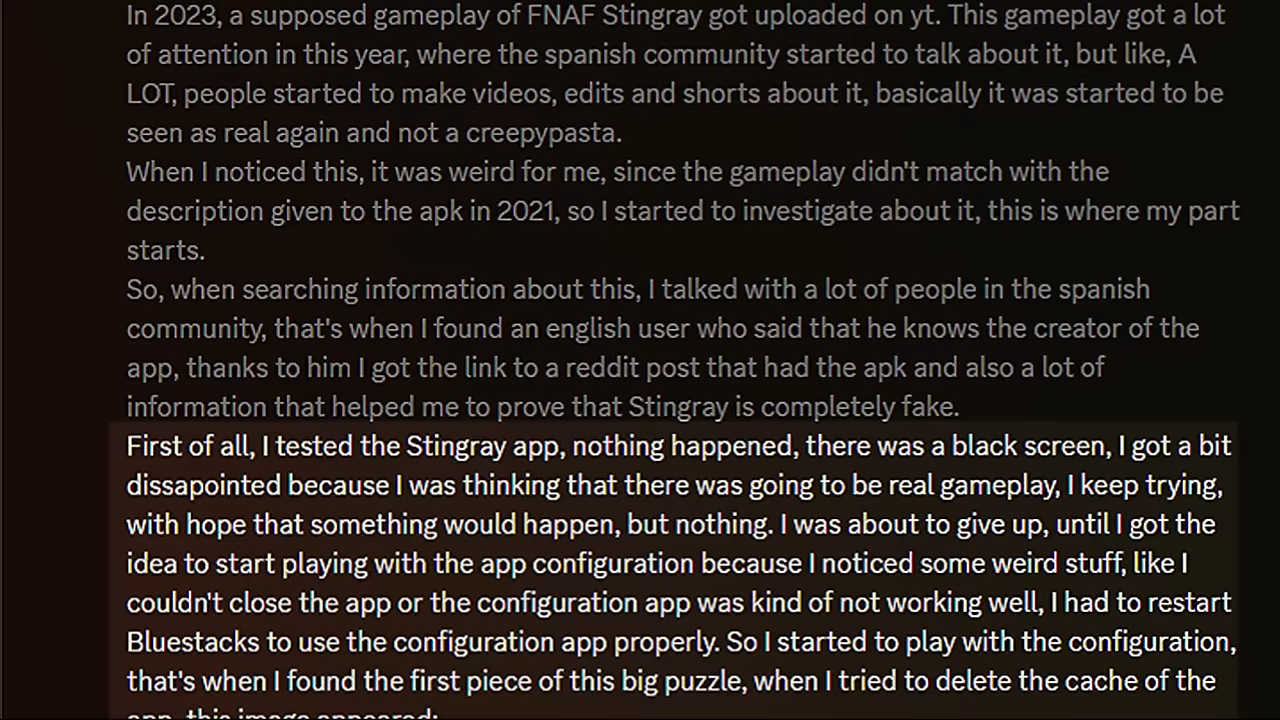 In 2023, a supposed gameplay of FNAF Stingray got uploaded on yt. This gameplay got a lot
of attention in this year, where the spanish community started to talk about it, but like, A
LOT, people started to make videos, edits and shorts about it, basically it was started to be
seen as real again and not a creepypasta.
When I noticed this, it was weird for me, since the gameplay didn't match with the
description given to the apk in 2021, so I started to investigate about it, this is where my part
starts.
So, when searching information about this, I talked with a lot of people in the spanish
community, that's when I found an english user who said that he knows the creator of the
app, thanks to him I got the link to a reddit post that had the apk and also a lot of
information that helped me to prove that Stingray is completely fake.
First of all, I tested the Stingray app, nothing happened, there was a black screen, I got a bit
dissapointed because I was thinking that there was going to be real gameplay, I keep trying,
with hope that something would happen, but nothing. I was about to give up, until I got the
idea to start playing with the app configuration because I noticed some weird stuff, like I
couldn't close the app or the configuration app was kind of not working well, I had to restart
Bluestacks to use the configuration app properly. So I started to play with the configuration,
that's when I found the first piece of this big puzzle, when I tried to delete the cache of the
app, this image appeared: